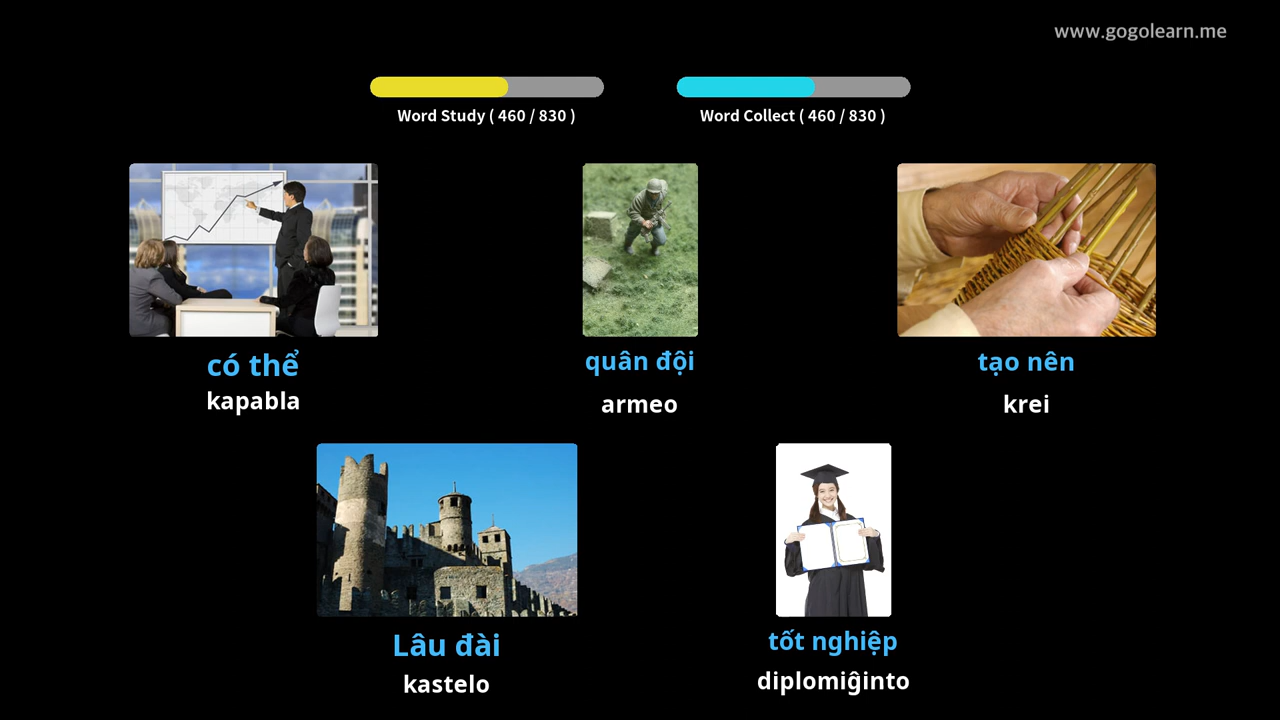 www.gogolearn.me
Word Study ( 460 / 830 )
Word Collect ( 460 / 830 )
có thể
kapabla
quân đội
armeo
tạo nên
krei
Lâu đài
kastelo
tốt nghiệp
diplomiĝinto